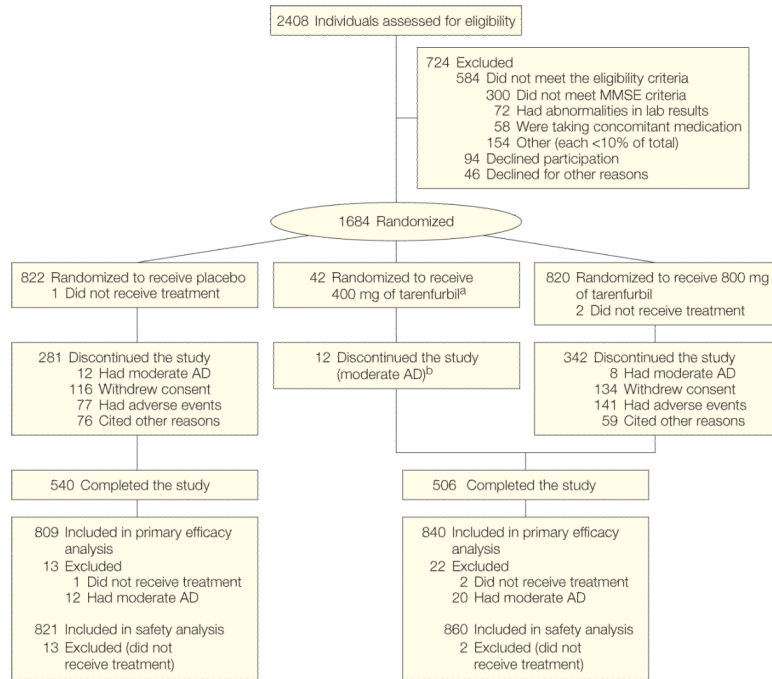 2408 Individuals assessed for eligibility
724 Excluded
584 Did not meet the eligibility criteria
300 Did not meet MMSE criteria
72 Had abnormalities in lab results
58 Were taking concomitant medication
154 Other (each <10% of total)
94 Declined participation
46 Declined for other reasons
1684 Randomized
822 Randomized to receive placebo
1 Did not receive treatment
42 Randomized to receive
400 mg of tarenfurbilᵃ
820 Randomized to receive 800 mg
of tarenfurbil
2 Did not receive treatment
281 Discontinued the study
12 Had moderate AD
116 Withdrew consent
77 Had adverse events
76 Cited other reasons
12 Discontinued the study
(moderate AD)ᵇ
342 Discontinued the study
8 Had moderate AD
134 Withdrew consent
141 Had adverse events
59 Cited other reasons
540 Completed the study
506 Completed the study
809 Included in primary efficacy
analysis
13 Excluded
1 Did not receive treatment
12 Had moderate AD
821 Included in safety analysis
13 Excluded (did not
receive treatment)
840 Included in primary efficacy
analysis
22 Excluded
2 Did not receive treatment
20 Had moderate AD
860 Included in safety analysis
2 Excluded (did not
receive treatment)